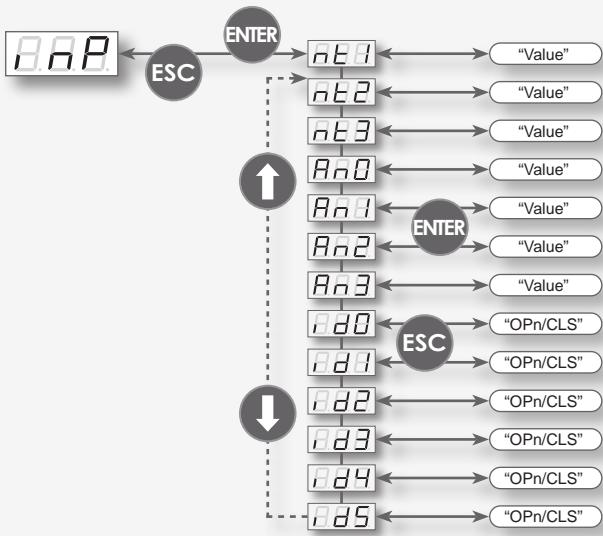 ENTER
inP
ESC
nt1 "Value"
nt2 "Value"
nt3 "Value"
An0 "Value"
An1 "Value"
ENTER
An2 "Value"
An3 "Value"
id0 "OPn/CLS"
ESC
id1 "OPn/CLS"
id2 "OPn/CLS"
id3 "OPn/CLS"
id4 "OPn/CLS"
id5 "OPn/CLS"